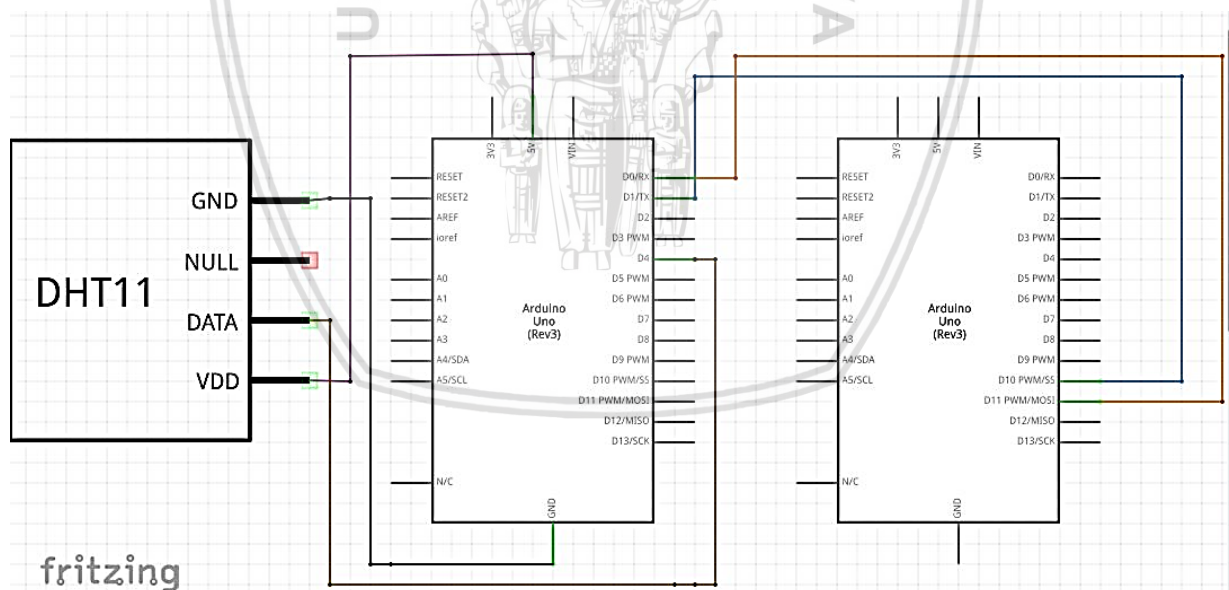 U
A
DHT11
GND
NULL
DATA
VDD
3V3
5V
VIN
RESET
RESET2
AREF
ioref
A0
A1
A2
A3
A4/SDA
A5/SCL
N/C
Arduino
Uno
(Rev3)
D0/RX
D1/TX
D2
D3 PWM
D4
D5 PWM
D6 PWM
D7
D8
D9 PWM
D10 PWM/SS
D11 PWM/MOSI
D12/MISO
D13/SCK
GND
3V3
5V
VIN
RESET
RESET2
AREF
ioref
A0
A1
A2
A3
A4/SDA
A5/SCL
N/C
Arduino
Uno
(Rev3)
D0/RX
D1/TX
D2
D3 PWM
D4
D5 PWM
D6 PWM
D7
D8
D9 PWM
D10 PWM/SS
D11 PWM/MOSI
D12/MISO
D13/SCK
GND
fritzing